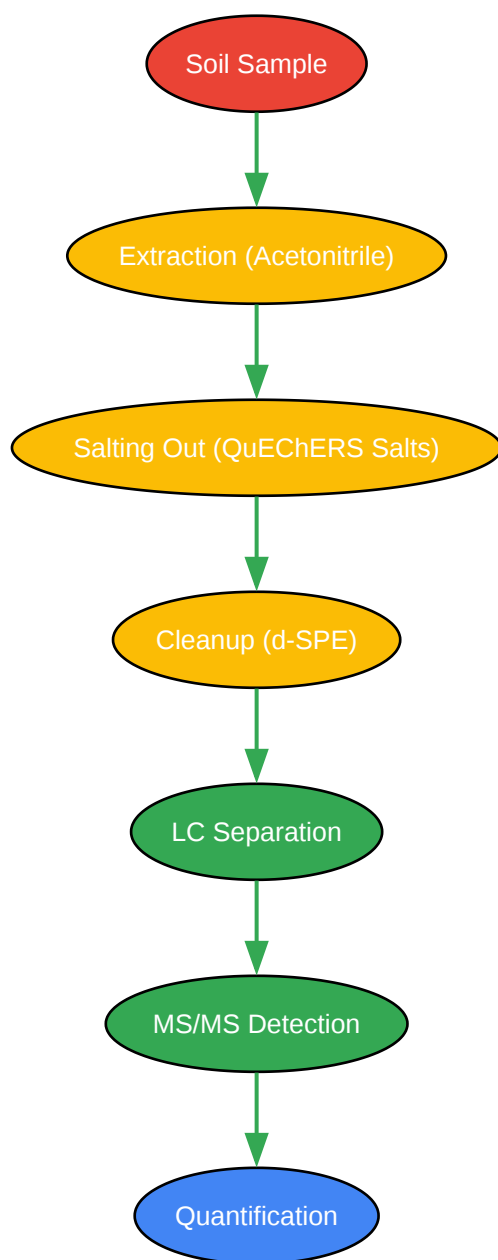 Soil Sample
Extraction (Acetonitrile)
Salting Out (QuEChERS Salts)
Cleanup (d-SPE)
LC Separation
MS/MS Detection
Quantification